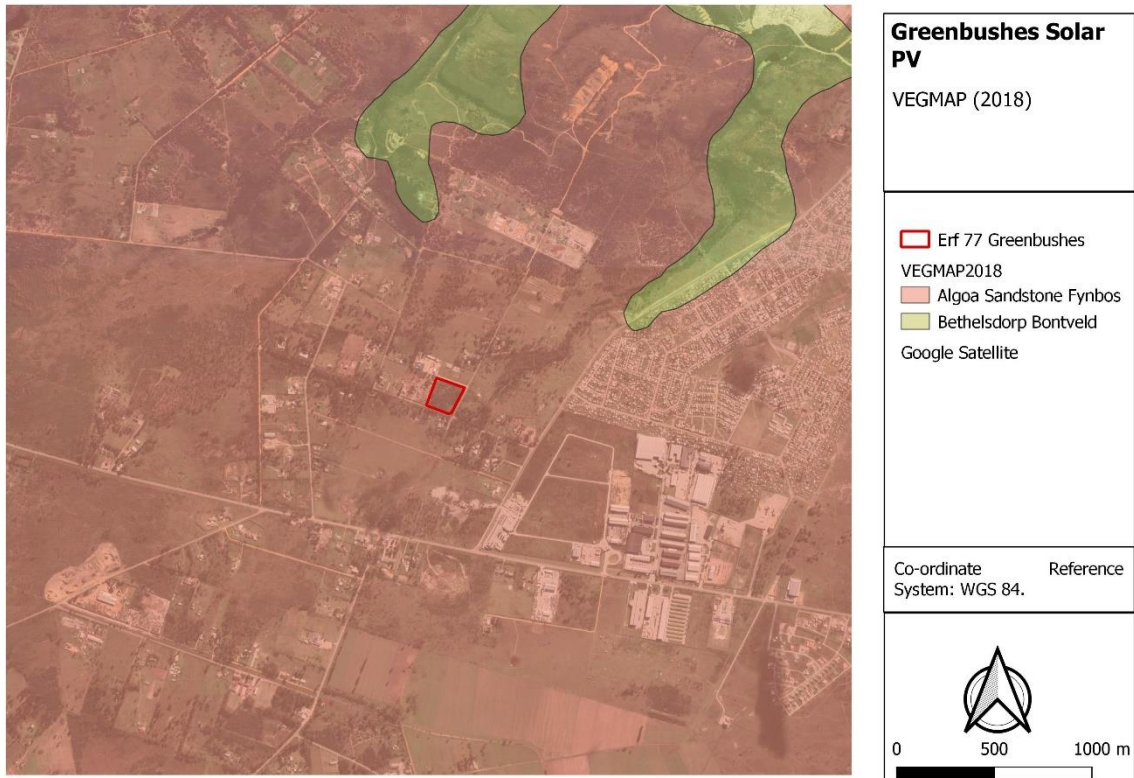 Greenbushes Solar
PV
VEGMAP (2018)
Erf 77 Greenbushes
VEGMAP2018
Algoa Sandstone Fynbos
Bethelsdorp Bontveld
Google Satellite
Co-ordinate Reference
System: WGS 84.
0 500 1000 m